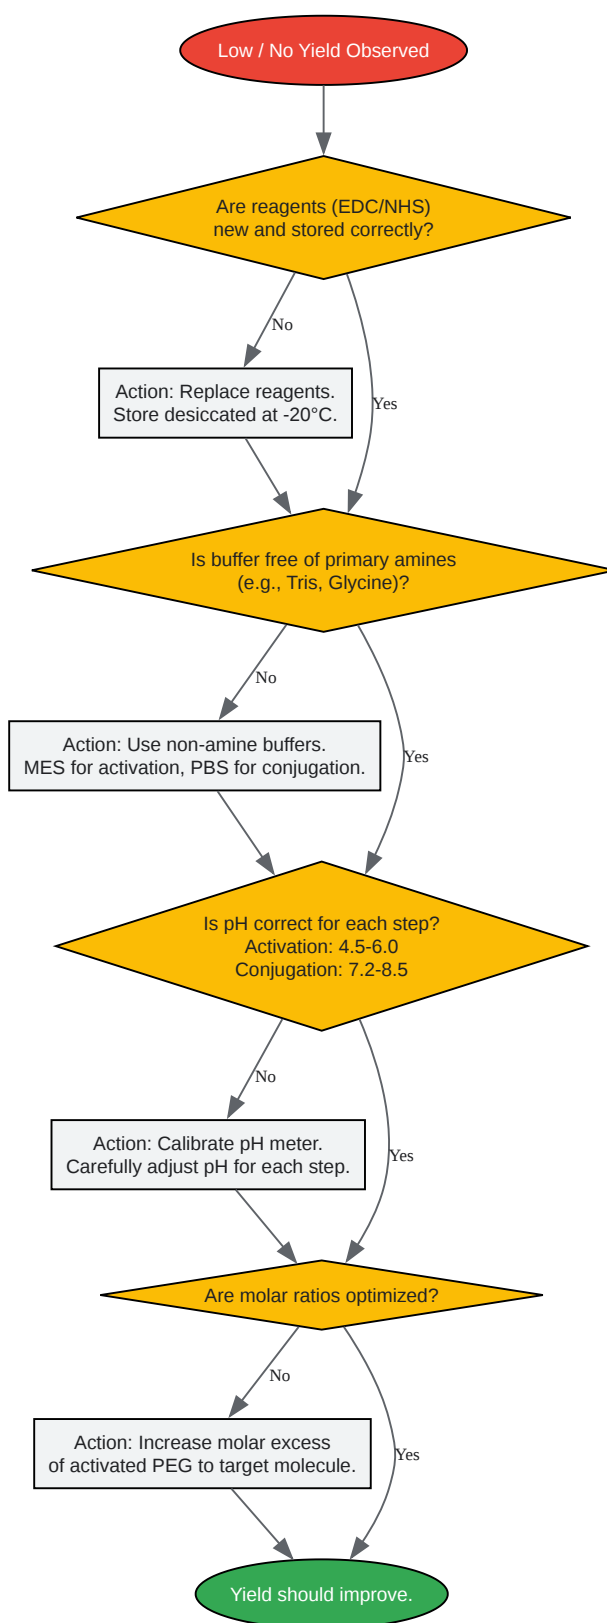 Low / No Yield Observed
Are reagents (EDC/NHS)
new and stored correctly?
No
Action: Replace reagents.
Store desiccated at -20°C.
Yes
Is buffer free of primary amines
(e.g., Tris, Glycine)?
No
Action: Use non-amine buffers.
MES for activation, PBS for conjugation.
Yes
Is pH correct for each step?
Activation: 4.5-6.0
Conjugation: 7.2-8.5
No
Action: Calibrate pH meter.
Carefully adjust pH for each step.
Yes
Are molar ratios optimized?
No
Action: Increase molar excess
of activated PEG to target molecule.
Yes
Yield should improve.